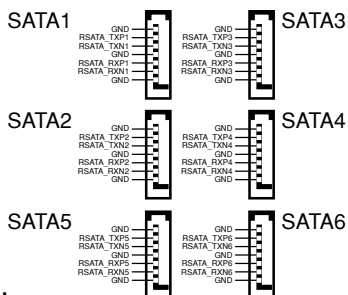 SATA1
GND
RSATA_TXP1
RSATA_TXN1
GND
RSATA_RXP1
RSATA_RXN1
GND
SATA3
GND
RSATA_TXP3
RSATA_TXN3
GND
RSATA_RXP3
RSATA_RXN3
GND
SATA2
GND
RSATA_TXP2
RSATA_TXN2
GND
RSATA_RXP2
RSATA_RXN2
GND
SATA4
GND
RSATA_TXP4
RSATA_TXN4
GND
RSATA_RXP4
RSATA_RXN4
GND
SATA5
GND
RSATA_TXP5
RSATA_TXN5
GND
RSATA_RXP5
RSATA_RXN5
GND
SATA6
GND
RSATA_TXP6
RSATA_TXN6
GND
RSATA_RXP6
RSATA_RXN6
GND
.